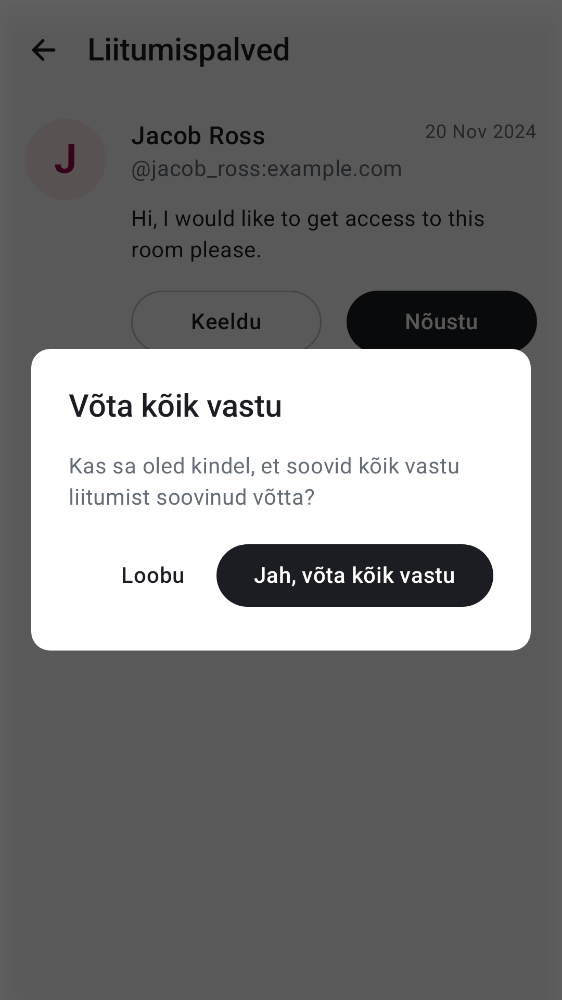 Liitumispalved
J
Jacob Ross
20 Nov 2024
@jacob_ross:example.com
Hi, I would like to get access to this
room please.
Keeldu
Nõustu
Võta kõik vastu
Kas sa oled kindel, et soovid kõik vastu
liitumist soovinud võtta?
Loobu
Jah, võta kõik vastu